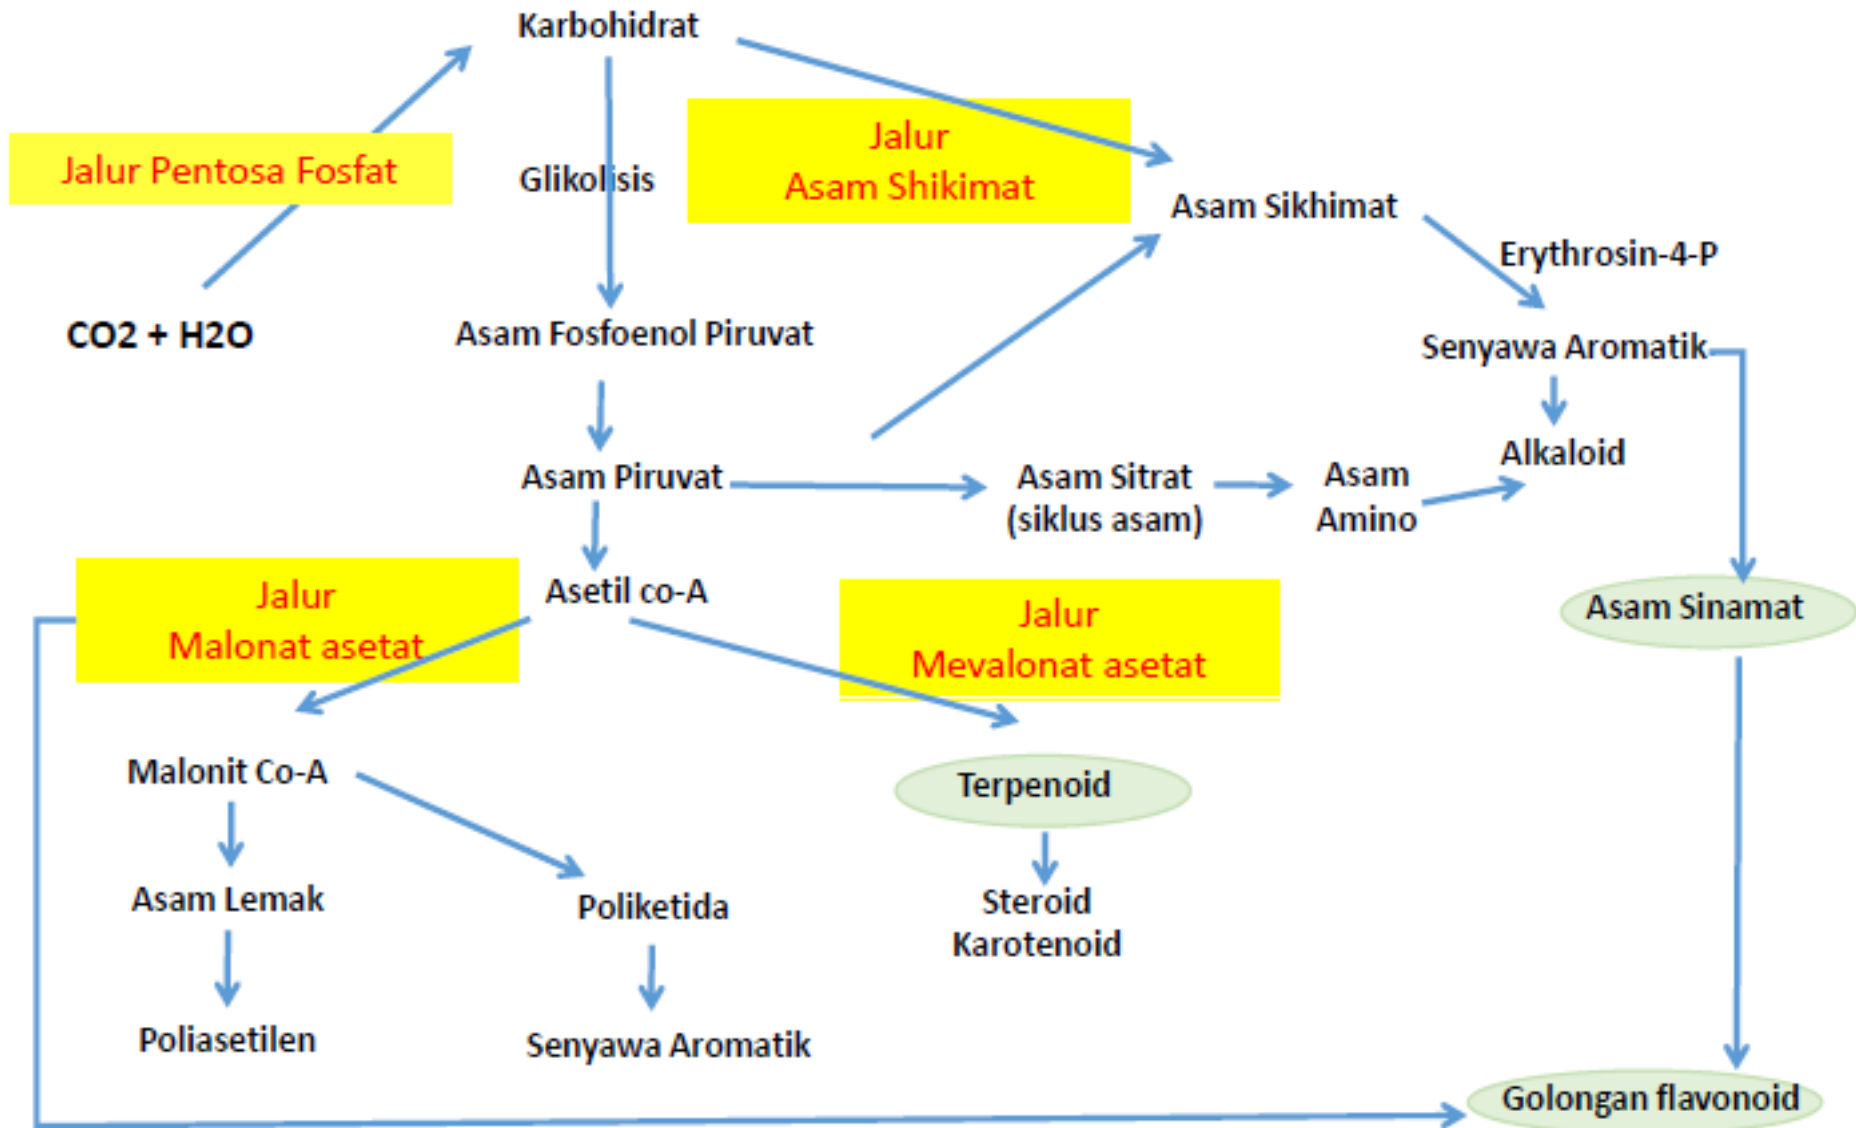 Karbohidrat
Jalur Pentosa Fosfat
Glikolisis
Jalur
Asam Shikimat
Asam Sikhimat
Erythrosin-4-P
CO2 + H2O
Asam Fosfoenol Piruvat
Senyawa Aromatik
Asam Piruvat
Asam Sitrat
(siklus asam)
Asam
Amino
Alkaloid
Jalur
Malonat asetat
Asetil co-A
Jalur
Mevalonat asetat
Asam Sinamat
Malonit Co-A
Terpenoid
Asam Lemak
Poliketida
Steroid
Karotenoid
Poliasetilen
Senyawa Aromatik
Golongan flavonoid